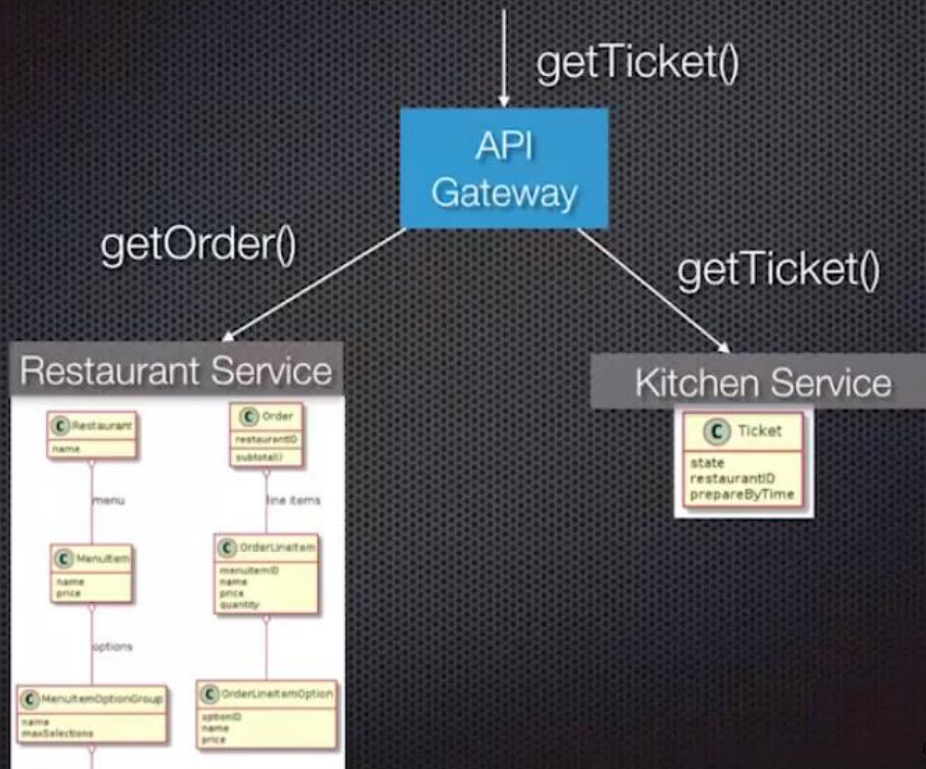 getTicket()
API
Gateway
getOrder()
getTicket()
Restaurant Service
Kitchen Service
C Restaurant
name
menu
C MenuItem
name
price
options
C MenuItemOptionGroup
name
maxSelections
C Order
restaurantID
subtotal()
line items
C OrderLineItem
menuItemID
name
price
quantity
C OrderLineItemOption
optionID
name
price
C Ticket
state
restaurantID
prepareByTime